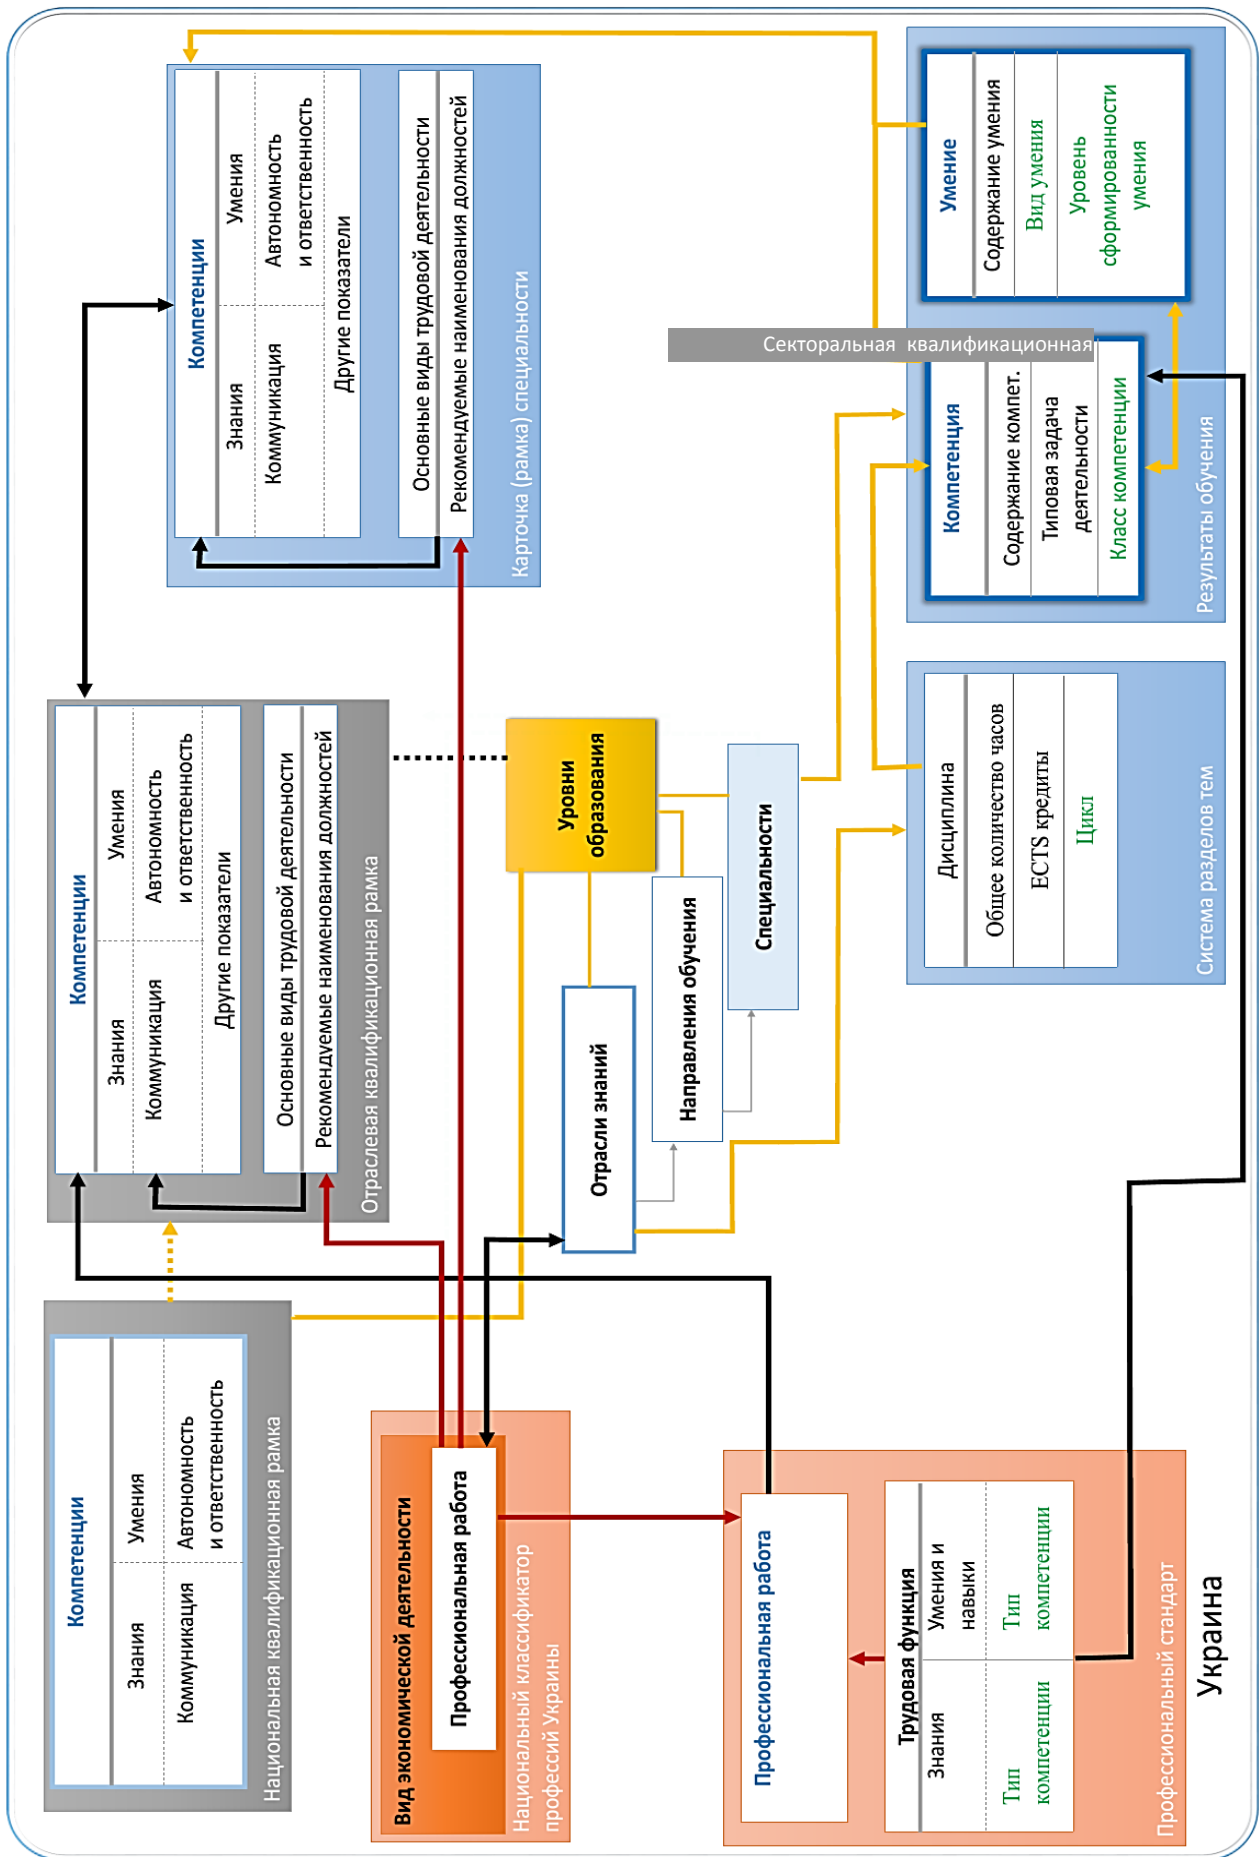 Компетенции
Знания
Умения
Коммуникация
Автономность
и ответственность
Национальная квалификационная рамка
Компетенции
Знания
Умения
Коммуникация
Автономность
и ответственность
Другие показатели
Основные виды трудовой деятельности
Рекомендуемые наименования должностей
Отраслевая квалификационная рамка
Компетенции
Знания
Умения
Коммуникация
Автономность
и ответственность
Другие показатели
Основные виды трудовой деятельности
Рекомендуемые наименования должностей
Карточка (рамка) специальности
Вид экономической деятельности
Профессиональная работа
Национальный классификатор
профессий Украины
Уровни
образования
Отрасли знаний
Направления обучения
Специальности
Секторальная квалификационная
Профессиональная работа
Трудовая функция
Знания
Умения и
навыки
Тип
компетенции
Тип
компетенции
Профессиональный стандарт
Дисциплина
Общее количество часов
ECTS кредиты
Цикл
Система разделов тем
Компетенция
Содержание компет.
Типовая задача
деятельности
Класс компетенции
Умение
Содержание умения
Вид умения
Уровень
сформированности
умения
Результаты обучения
Украина